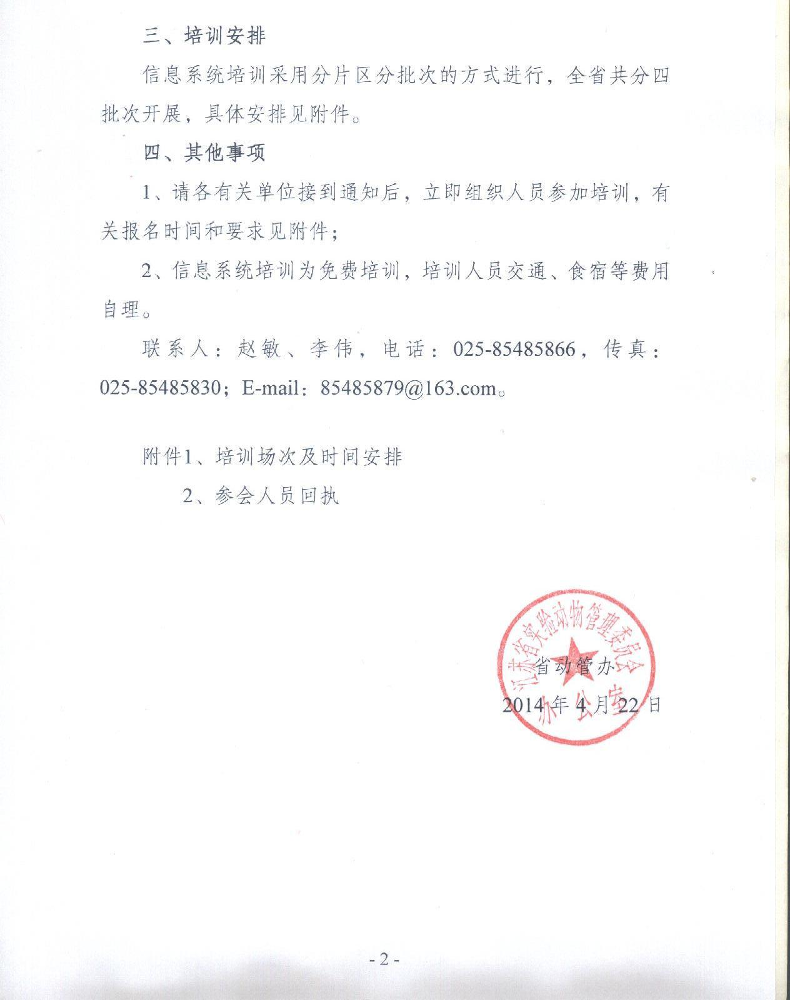 三、培训安排
信息系统培训采用分片区分批次的方式进行，全省共分四
批次开展，具体安排见附件。
四、其他事项
1、请各有关单位接到通知后，立即组织人员参加培训，有
关报名时间和要求见附件；
2、信息系统培训为免费培训，培训人员交通、食宿等费用
自理。
联系人：赵敏、李伟，电话：025-85485866，传真：
025-85485830；E-mail：85485879@163.com。
附件1、培训场次及时间安排
2、参会人员回执
江苏省实验动物管理委员会
省动管办
2014 年 4 月 22 日
办公室
- 2 -